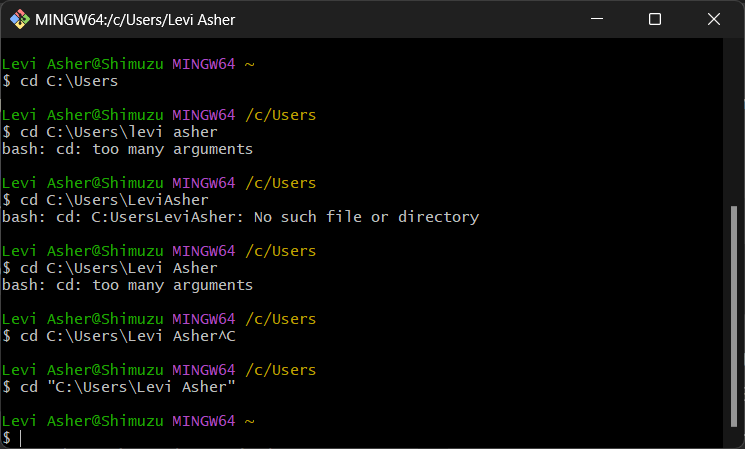 MINGW64:/c/Users/Levi Asher
Levi Asher@Shimuzu MINGW64 ~
$ cd C:\Users
Levi Asher@Shimuzu MINGW64 /c/Users
$ cd C:\Users\levi asher
bash: cd: too many arguments
Levi Asher@Shimuzu MINGW64 /c/Users
$ cd C:\Users\LeviAsher
bash: cd: C:UsersLeviAsher: No such file or directory
Levi Asher@Shimuzu MINGW64 /c/Users
$ cd C:\Users\Levi Asher
bash: cd: too many arguments
Levi Asher@Shimuzu MINGW64 /c/Users
$ cd C:\Users\Levi Asher^C
Levi Asher@Shimuzu MINGW64 /c/Users
$ cd "C:\Users\Levi Asher"
Levi Asher@Shimuzu MINGW64 ~
$